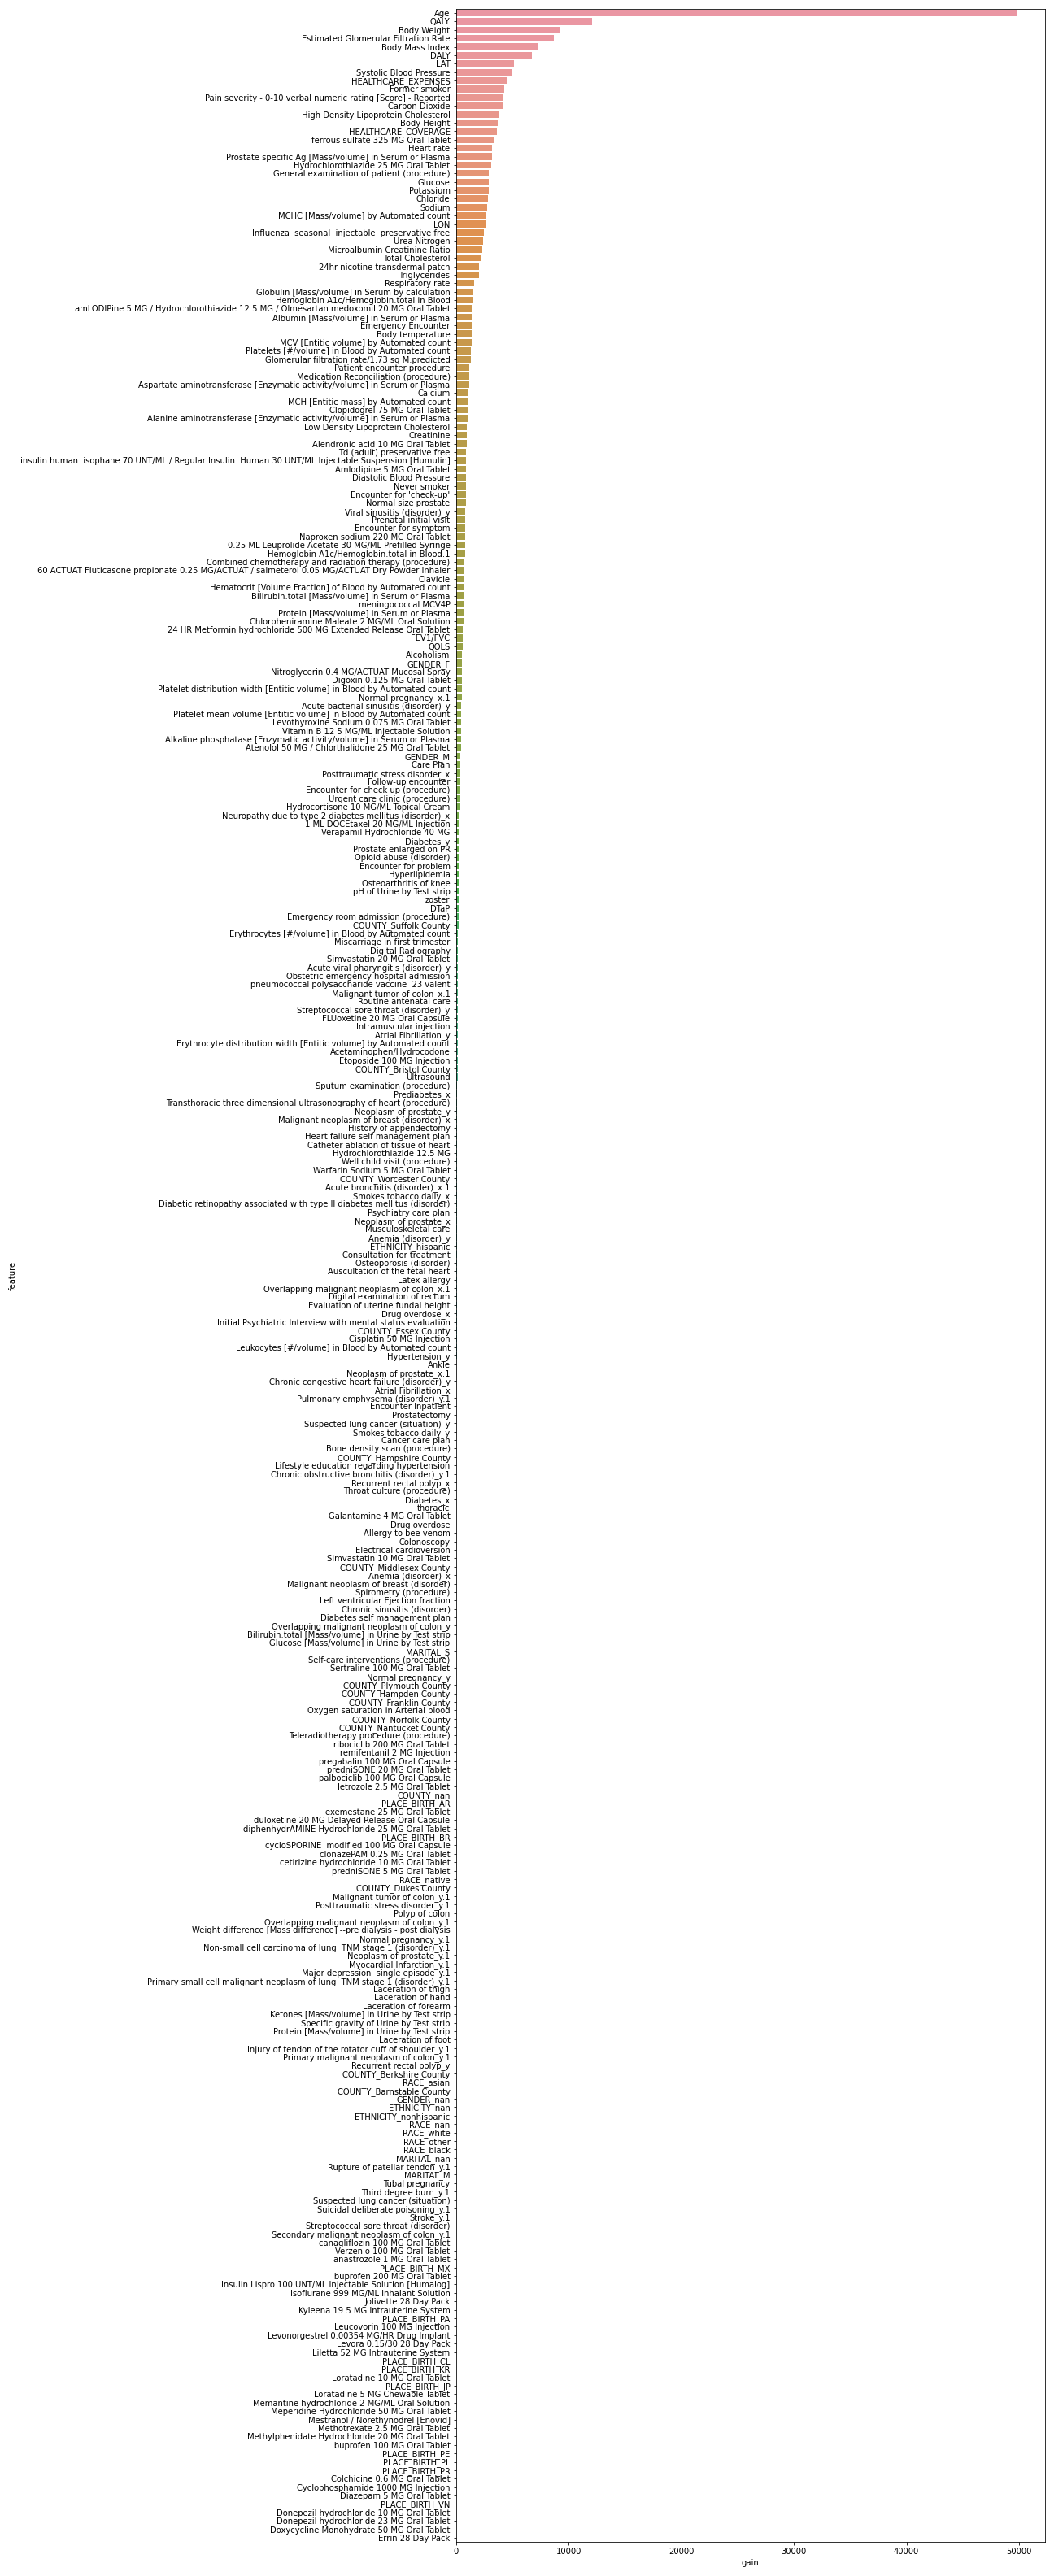 Age
QALY
Body Weight
Estimated Glomerular Filtration Rate
Body Mass Index
DALY
LAT
Systolic Blood Pressure
HEALTHCARE_EXPENSES
Former smoker
Pain severity - 0-10 verbal numeric rating [Score] - Reported
Carbon Dioxide
High Density Lipoprotein Cholesterol
Body Height
HEALTHCARE_COVERAGE
ferrous sulfate 325 MG Oral Tablet
Heart rate
Prostate specific Ag [Mass/volume] in Serum or Plasma
Hydrochlorothiazide 25 MG Oral Tablet
General examination of patient (procedure)
Glucose
Potassium
Chloride
Sodium
MCHC [Mass/volume] by Automated count
LON
Influenza  seasonal  injectable  preservative free
Urea Nitrogen
Microalbumin Creatinine Ratio
Total Cholesterol
24hr nicotine transdermal patch
Triglycerides
Respiratory rate
Globulin [Mass/volume] in Serum by calculation
Hemoglobin A1c/Hemoglobin.total in Blood
amLODIPine 5 MG / Hydrochlorothiazide 12.5 MG / Olmesartan medoxomil 20 MG Oral Tablet
Albumin [Mass/volume] in Serum or Plasma
Emergency Encounter
Body temperature
MCV [Entitic volume] by Automated count
Platelets [#/volume] in Blood by Automated count
Glomerular filtration rate/1.73 sq M.predicted
Patient encounter procedure
Medication Reconciliation (procedure)
Aspartate aminotransferase [Enzymatic activity/volume] in Serum or Plasma
Calcium
MCH [Entitic mass] by Automated count
Clopidogrel 75 MG Oral Tablet
Alanine aminotransferase [Enzymatic activity/volume] in Serum or Plasma
Low Density Lipoprotein Cholesterol
Creatinine
Alendronic acid 10 MG Oral Tablet
Td (adult) preservative free
insulin human  isophane 70 UNT/ML / Regular Insulin  Human 30 UNT/ML Injectable Suspension [Humulin]
Amlodipine 5 MG Oral Tablet
Diastolic Blood Pressure
Never smoker
Encounter for 'check-up'
Normal size prostate
Viral sinusitis (disorder)_y
Prenatal initial visit
Encounter for symptom
Naproxen sodium 220 MG Oral Tablet
0.25 ML Leuprolide Acetate 30 MG/ML Prefilled Syringe
Hemoglobin A1c/Hemoglobin.total in Blood.1
Combined chemotherapy and radiation therapy (procedure)
60 ACTUAT Fluticasone propionate 0.25 MG/ACTUAT / salmeterol 0.05 MG/ACTUAT Dry Powder Inhaler
Clavicle
Hematocrit [Volume Fraction] of Blood by Automated count
Bilirubin.total [Mass/volume] in Serum or Plasma
meningococcal MCV4P
Protein [Mass/volume] in Serum or Plasma
Chlorpheniramine Maleate 2 MG/ML Oral Solution
24 HR Metformin hydrochloride 500 MG Extended Release Oral Tablet
FEV1/FVC
QOLS
Alcoholism
GENDER_F
Nitroglycerin 0.4 MG/ACTUAT Mucosal Spray
Digoxin 0.125 MG Oral Tablet
Platelet distribution width [Entitic volume] in Blood by Automated count
Normal pregnancy_x.1
Acute bacterial sinusitis (disorder)_y
Platelet mean volume [Entitic volume] in Blood by Automated count
Levothyroxine Sodium 0.075 MG Oral Tablet
Vitamin B 12 5 MG/ML Injectable Solution
Alkaline phosphatase [Enzymatic activity/volume] in Serum or Plasma
Atenolol 50 MG / Chlorthalidone 25 MG Oral Tablet
GENDER_M
Care Plan
Posttraumatic stress disorder_x
Follow-up encounter
Encounter for check up (procedure)
Urgent care clinic (procedure)
Hydrocortisone 10 MG/ML Topical Cream
Neuropathy due to type 2 diabetes mellitus (disorder)_x
1 ML DOCEtaxel 20 MG/ML Injection
Verapamil Hydrochloride 40 MG
Diabetes_y
Prostate enlarged on PR
Opioid abuse (disorder)
Encounter for problem
Hyperlipidemia
Osteoarthritis of knee
pH of Urine by Test strip
zoster
DTaP
Emergency room admission (procedure)
COUNTY_Suffolk County
Erythrocytes [#/volume] in Blood by Automated count
Miscarriage in first trimester
Digital Radiography
Simvastatin 20 MG Oral Tablet
Acute viral pharyngitis (disorder)_y
Obstetric emergency hospital admission
pneumococcal polysaccharide vaccine  23 valent
Malignant tumor of colon_x.1
Routine antenatal care
Streptococcal sore throat (disorder)_y
FLUoxetine 20 MG Oral Capsule
Intramuscular injection
Atrial Fibrillation_y
Erythrocyte distribution width [Entitic volume] by Automated count
Acetaminophen/Hydrocodone
Etoposide 100 MG Injection
COUNTY_Bristol County
Ultrasound
Sputum examination (procedure)
Prediabetes_x
Transthoracic three dimensional ultrasonography of heart (procedure)
Neoplasm of prostate_y
Malignant neoplasm of breast (disorder)_x
History of appendectomy
Heart failure self management plan
Catheter ablation of tissue of heart
Hydrochlorothiazide 12.5 MG
Well child visit (procedure)
Warfarin Sodium 5 MG Oral Tablet
COUNTY_Worcester County
Acute bronchitis (disorder)_x.1
Smokes tobacco daily_x
Diabetic retinopathy associated with type II diabetes mellitus (disorder)
Psychiatry care plan
Neoplasm of prostate_x
Musculoskeletal care
Anemia (disorder)_y
ETHNICITY_hispanic
Consultation for treatment
Osteoporosis (disorder)
Auscultation of the fetal heart
Latex allergy
Overlapping malignant neoplasm of colon_x.1
Digital examination of rectum
Evaluation of uterine fundal height
Drug overdose_x
Initial Psychiatric Interview with mental status evaluation
COUNTY_Essex County
Cisplatin 50 MG Injection
Leukocytes [#/volume] in Blood by Automated count
Hypertension_y
Ankle
Neoplasm of prostate_x.1
Chronic congestive heart failure (disorder)_y
Atrial Fibrillation_x
Pulmonary emphysema (disorder)_y.1
Encounter Inpatient
Prostatectomy
Suspected lung cancer (situation)_y
Smokes tobacco daily_y
Cancer care plan
Bone density scan (procedure)
COUNTY_Hampshire County
Lifestyle education regarding hypertension
Chronic obstructive bronchitis (disorder)_y.1
Recurrent rectal polyp_x
Throat culture (procedure)
Diabetes_x
thoracic
Galantamine 4 MG Oral Tablet
Drug overdose
Allergy to bee venom
Colonoscopy
Electrical cardioversion
Simvastatin 10 MG Oral Tablet
COUNTY_Middlesex County
Anemia (disorder)_x
Malignant neoplasm of breast (disorder)
Spirometry (procedure)
Left ventricular Ejection fraction
Chronic sinusitis (disorder)
Diabetes self management plan
Overlapping malignant neoplasm of colon_y
Bilirubin.total [Mass/volume] in Urine by Test strip
Glucose [Mass/volume] in Urine by Test strip
MARITAL_S
Self-care interventions (procedure)
Sertraline 100 MG Oral Tablet
Normal pregnancy_y
COUNTY_Plymouth County
COUNTY_Hampden County
COUNTY_Franklin County
Oxygen saturation in Arterial blood
COUNTY_Norfolk County
COUNTY_Nantucket County
Teleradiotherapy procedure (procedure)
ribociclib 200 MG Oral Tablet
remifentanil 2 MG Injection
pregabalin 100 MG Oral Capsule
predniSONE 20 MG Oral Tablet
palbociclib 100 MG Oral Capsule
letrozole 2.5 MG Oral Tablet
COUNTY_nan
PLACE_BIRTH_AR
exemestane 25 MG Oral Tablet
duloxetine 20 MG Delayed Release Oral Capsule
diphenhydrAMINE Hydrochloride 25 MG Oral Tablet
PLACE_BIRTH_BR
cycloSPORINE  modified 100 MG Oral Capsule
clonazePAM 0.25 MG Oral Tablet
cetirizine hydrochloride 10 MG Oral Tablet
predniSONE 5 MG Oral Tablet
RACE_native
COUNTY_Dukes County
Malignant tumor of colon_y.1
Posttraumatic stress disorder_y.1
Polyp of colon
Overlapping malignant neoplasm of colon_y.1
Weight difference [Mass difference] --pre dialysis - post dialysis
Normal pregnancy_y.1
Non-small cell carcinoma of lung  TNM stage 1 (disorder)_y.1
Neoplasm of prostate_y.1
Myocardial Infarction_y.1
Major depression  single episode_y.1
Primary small cell malignant neoplasm of lung  TNM stage 1 (disorder)_y.1
Laceration of thigh
Laceration of hand
Laceration of forearm
Ketones [Mass/volume] in Urine by Test strip
Specific gravity of Urine by Test strip
Protein [Mass/volume] in Urine by Test strip
Laceration of foot
Injury of tendon of the rotator cuff of shoulder_y.1
Primary malignant neoplasm of colon_y.1
Recurrent rectal polyp_y
COUNTY_Berkshire County
RACE_asian
COUNTY_Barnstable County
GENDER_nan
ETHNICITY_nan
ETHNICITY_nonhispanic
RACE_nan
RACE_white
RACE_other
RACE_black
MARITAL_nan
Rupture of patellar tendon_y.1
MARITAL_M
Tubal pregnancy
Third degree burn_y.1
Suspected lung cancer (situation)
Suicidal deliberate poisoning_y.1
Stroke_y.1
Streptococcal sore throat (disorder)
Secondary malignant neoplasm of colon_y.1
canagliflozin 100 MG Oral Tablet
Verzenio 100 MG Oral Tablet
anastrozole 1 MG Oral Tablet
PLACE_BIRTH_MX
Ibuprofen 200 MG Oral Tablet
Insulin Lispro 100 UNT/ML Injectable Solution [Humalog]
Isoflurane 999 MG/ML Inhalant Solution
Jolivette 28 Day Pack
Kyleena 19.5 MG Intrauterine System
PLACE_BIRTH_PA
Leucovorin 100 MG Injection
Levonorgestrel 0.00354 MG/HR Drug Implant
Levora 0.15/30 28 Day Pack
Liletta 52 MG Intrauterine System
PLACE_BIRTH_CL
PLACE_BIRTH_KR
Loratadine 10 MG Oral Tablet
PLACE_BIRTH_JP
Loratadine 5 MG Chewable Tablet
Memantine hydrochloride 2 MG/ML Oral Solution
Meperidine Hydrochloride 50 MG Oral Tablet
Mestranol / Norethynodrel [Enovid]
Methotrexate 2.5 MG Oral Tablet
Methylphenidate Hydrochloride 20 MG Oral Tablet
Ibuprofen 100 MG Oral Tablet
PLACE_BIRTH_PE
PLACE_BIRTH_PL
PLACE_BIRTH_PR
Colchicine 0.6 MG Oral Tablet
Cyclophosphamide 1000 MG Injection
Diazepam 5 MG Oral Tablet
PLACE_BIRTH_VN
Donepezil hydrochloride 10 MG Oral Tablet
Donepezil hydrochloride 23 MG Oral Tablet
Doxycycline Monohydrate 50 MG Oral Tablet
Errin 28 Day Pack
feature
0 10000 20000 30000 40000 50000
gain